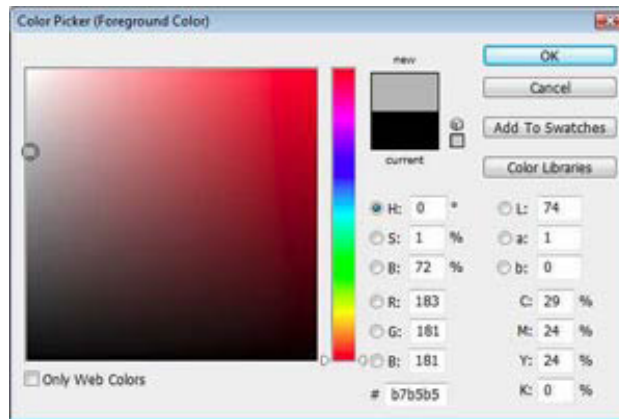 Color Picker (Foreground Color)
new
current
OK
Cancel
Add To Swatches
Color Libraries
H: 0 °
S: 1 %
B: 72 %
R: 183
G: 181
B: 181
# b7b5b5
L: 74
a: 1
b: 0
C: 29 %
M: 24 %
Y: 24 %
K: 0 %
Only Web Colors